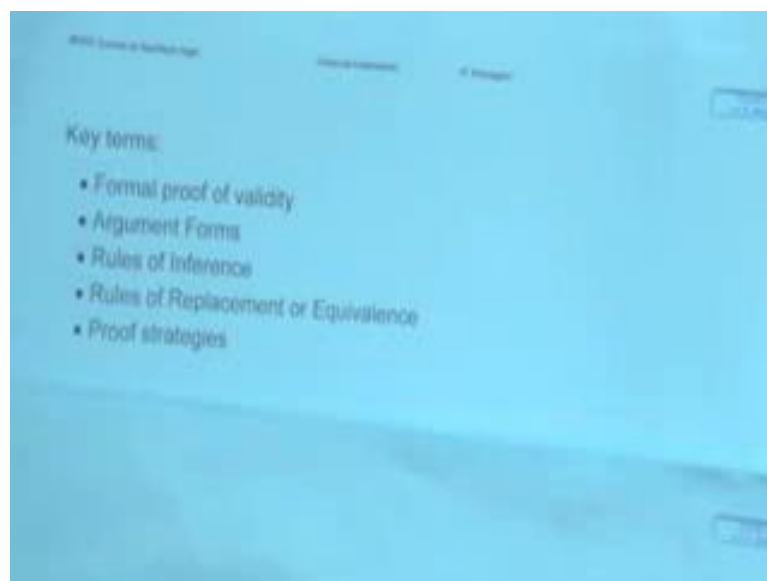 Key terms:
• Formal proof of validity
• Argument Forms
• Rules of Inference
• Rules of Replacement or Equivalence
• Proof strategies